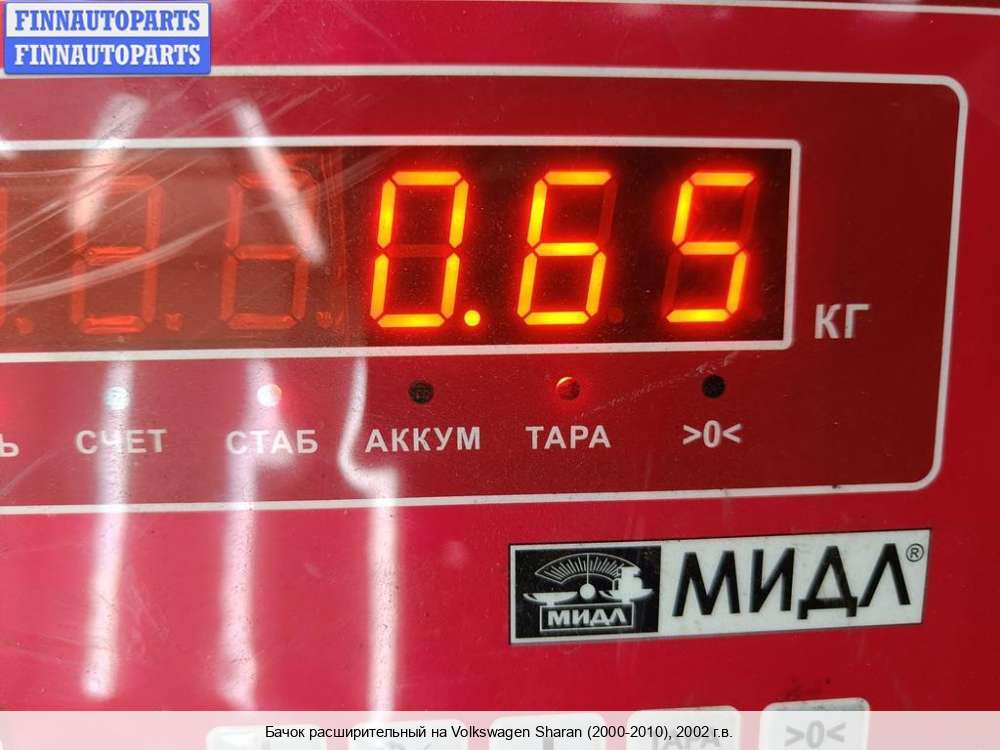 FINNAUTOPARTS
FINNAUTOPARTS
0.65
КГ
Ь СЧЕТ СТАБ АККУМ ТАРА >0<
МИДЛ МИДЛ®
ТАРА >0<
Бачок расширительный на Volkswagen Sharan (2000-2010), 2002 г.в.